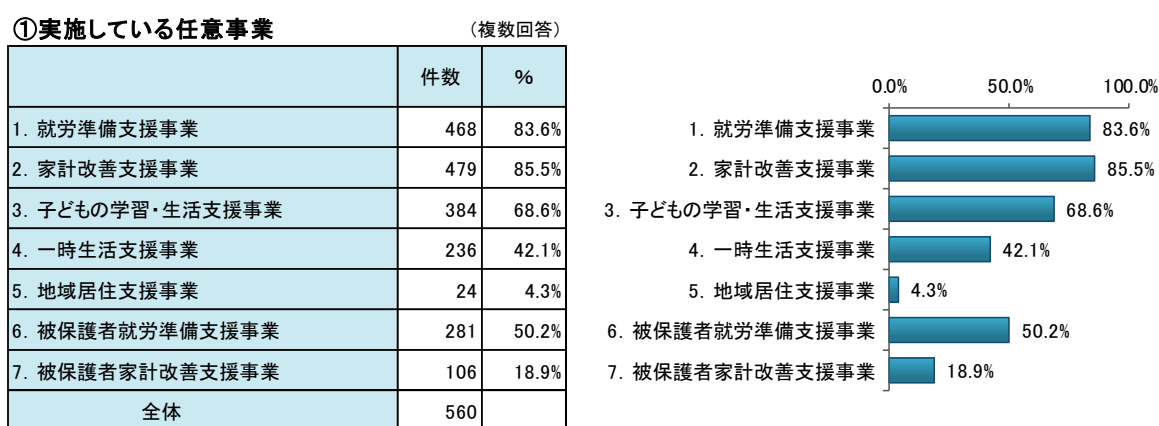 ①実施している任意事業 (複数回答)
件数 %
1. 就労準備支援事業 468 83.6%
2. 家計改善支援事業 479 85.5%
3. 子どもの学習・生活支援事業 384 68.6%
4. 一時生活支援事業 236 42.1%
5. 地域居住支援事業 24 4.3%
6. 被保護者就労準備支援事業 281 50.2%
7. 被保護者家計改善支援事業 106 18.9%
全体 560
0.0% 50.0% 100.0%
1. 就労準備支援事業 83.6%
2. 家計改善支援事業 85.5%
3. 子どもの学習・生活支援事業 68.6%
4. 一時生活支援事業 42.1%
5. 地域居住支援事業 4.3%
6. 被保護者就労準備支援事業 50.2%
7. 被保護者家計改善支援事業 18.9%